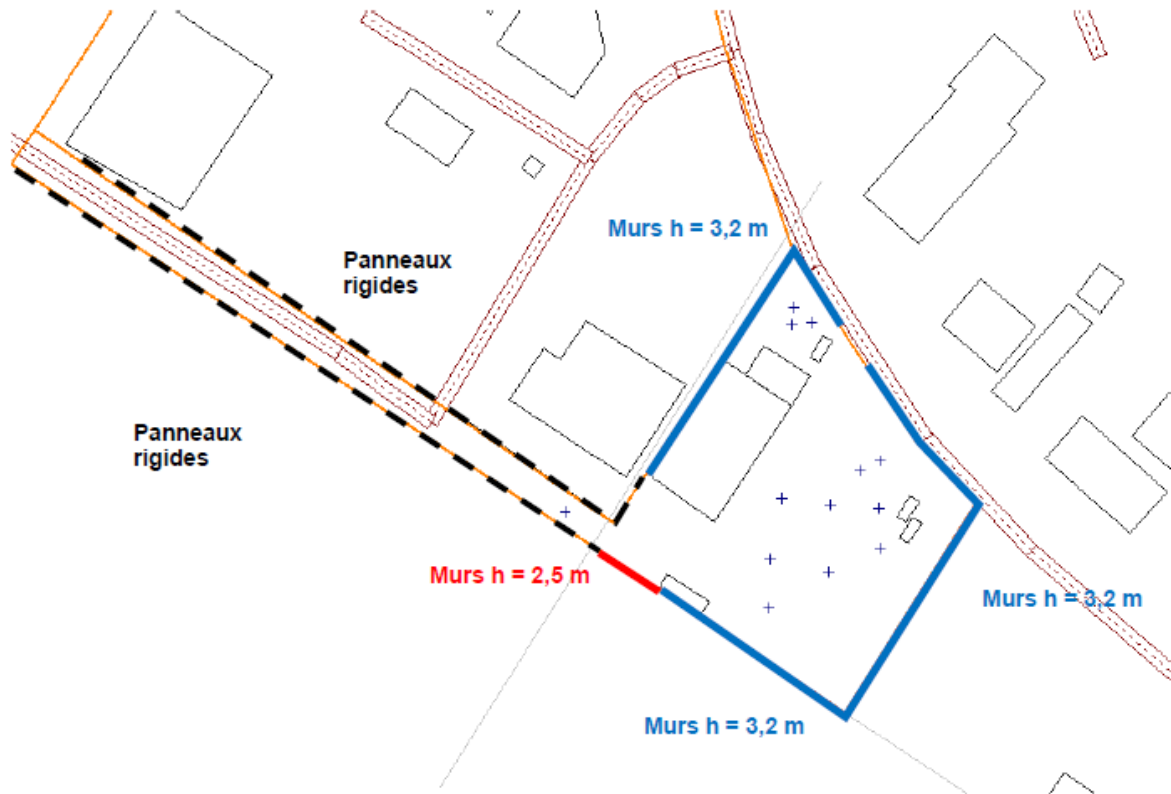 Murs h = 3,2 m
Panneaux
rigides
Panneaux
rigides
Murs h = 2,5 m
Murs h = 3,2 m
Murs h = 3,2 m